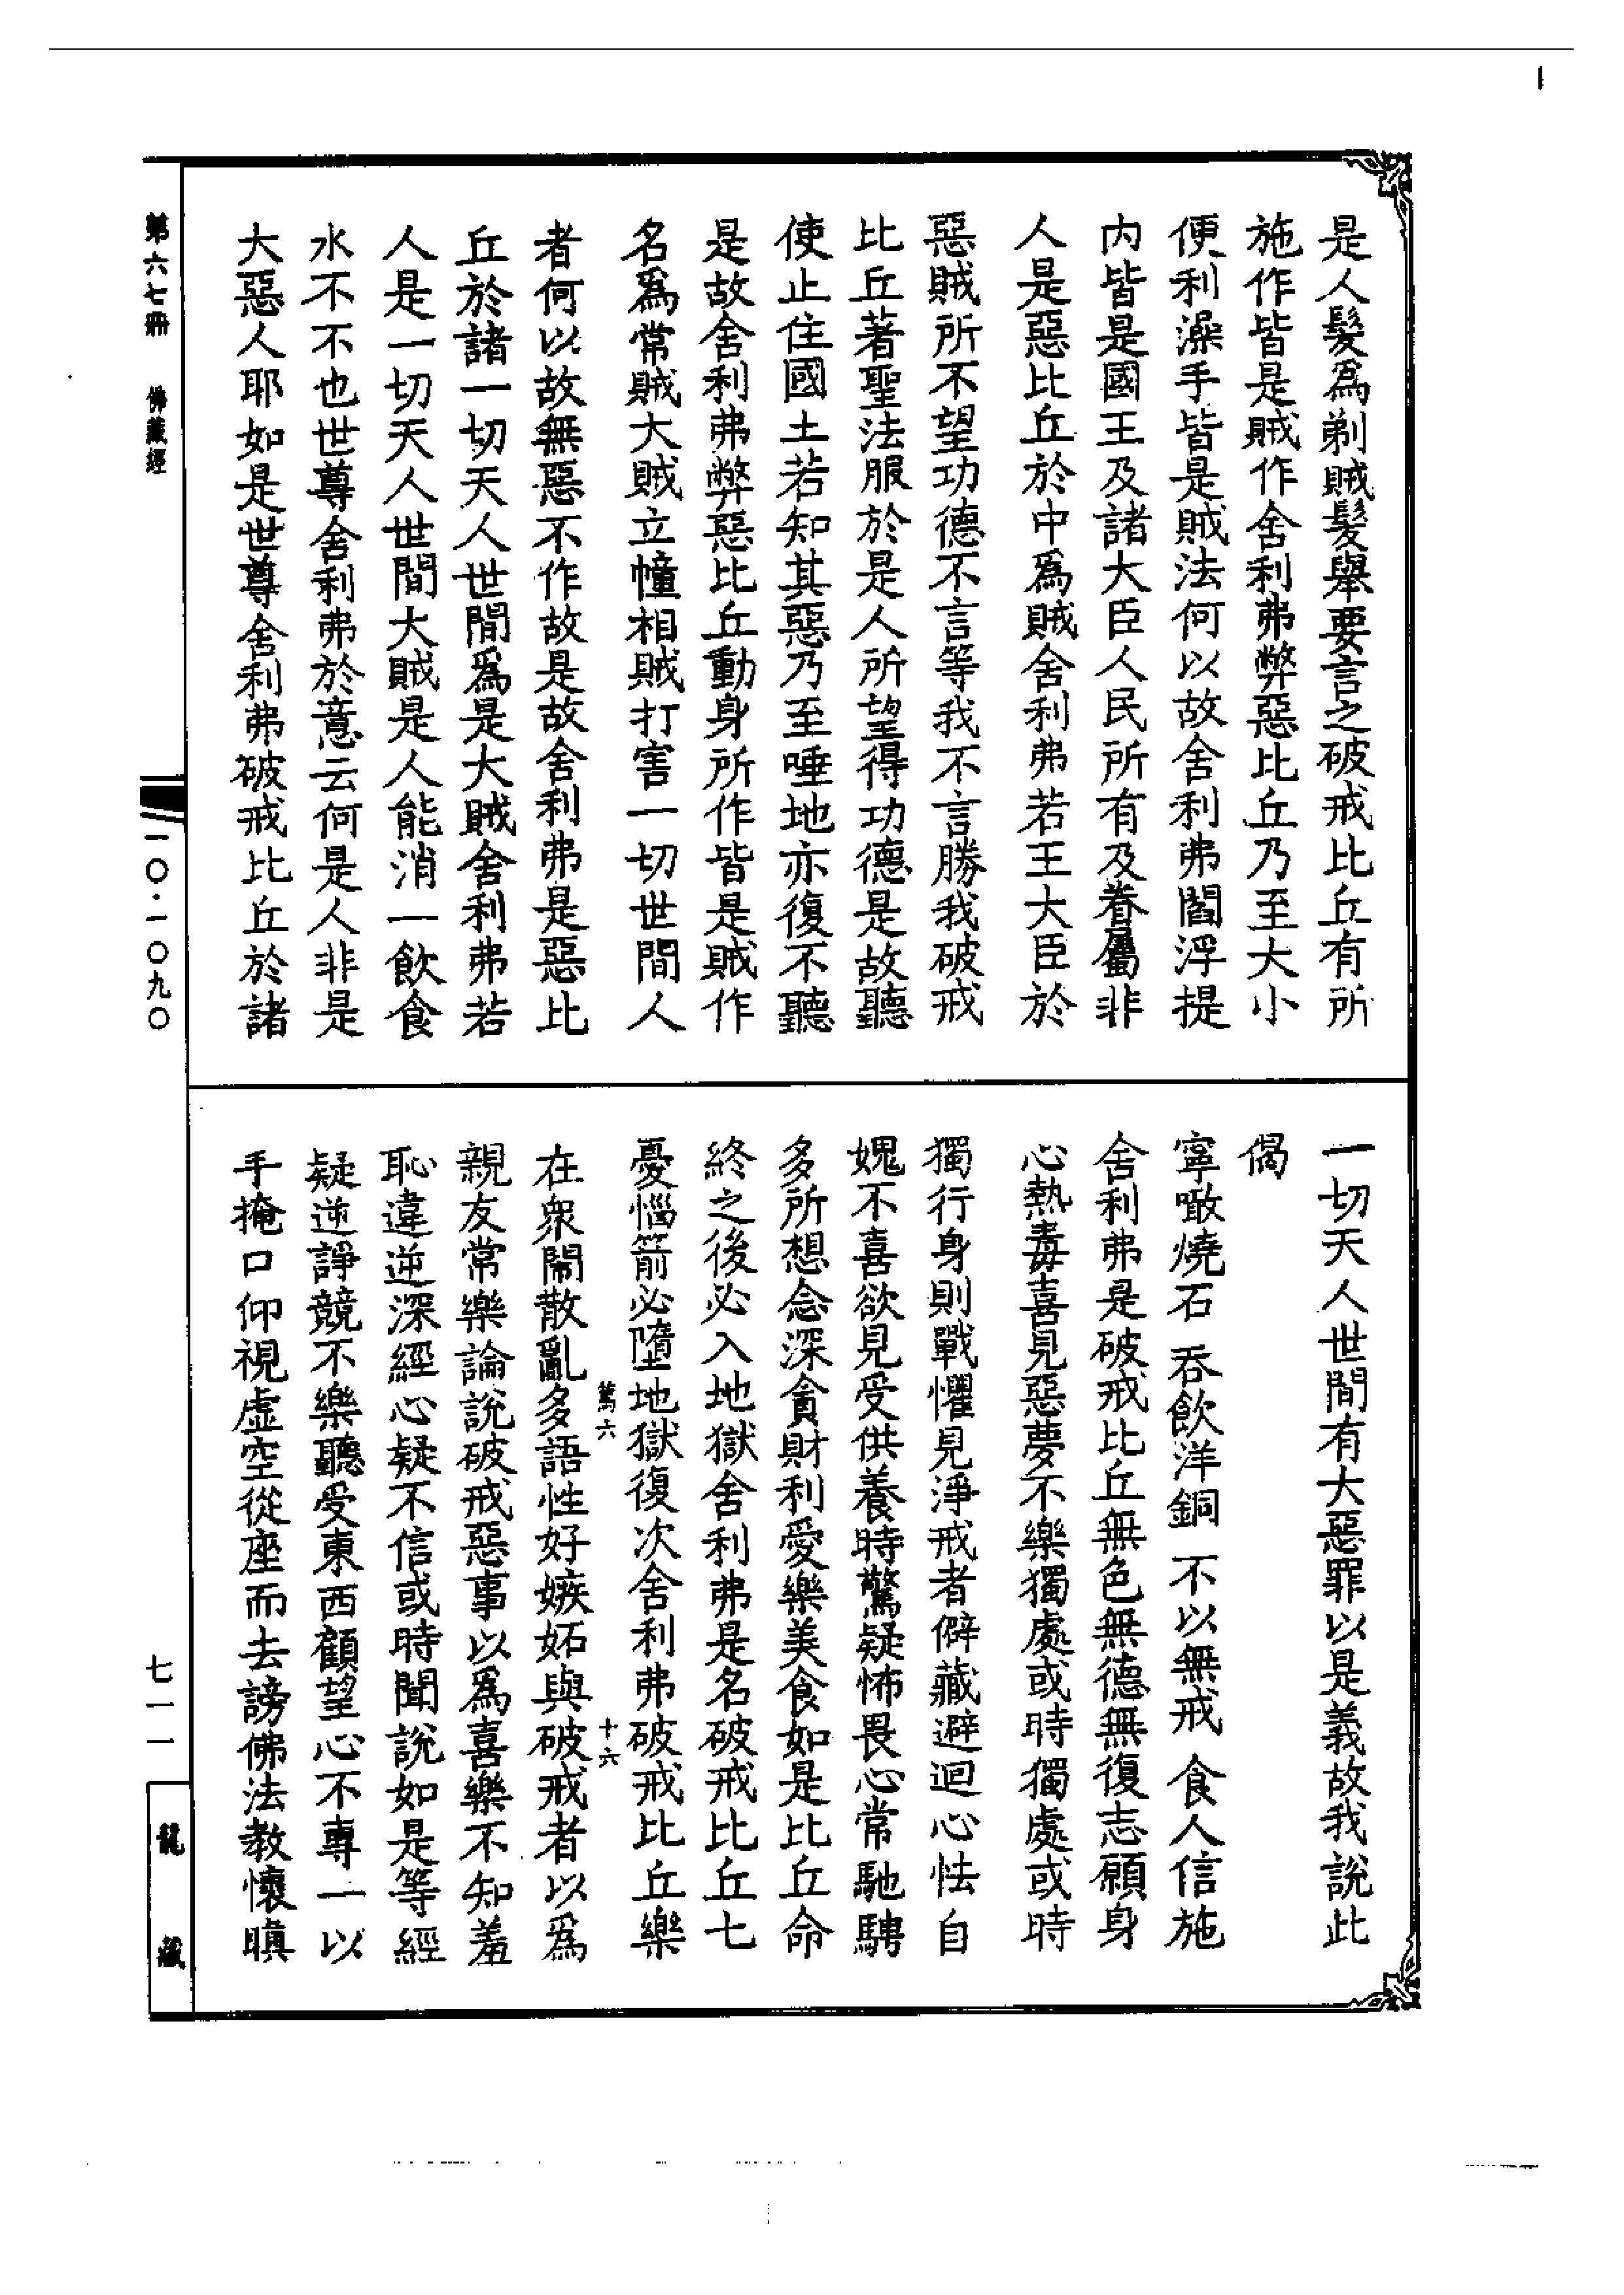 是人髮爲剃賊髮舉要言之破戒比丘有所
施作皆是賊作舍利弗弊惡比丘乃至大小
便利澡手皆是賊法何以故舍利弗閻浮提
内皆是國王及諸大臣人民所有及眷屬非
人是惡比丘於中爲賊舍利弗若王大臣於
惡賊所不望功德不言等我不言勝我破戒
比丘著聖法服於是人所望得功德是故聽
使止住國土若知其惡乃至唾地亦復不聽
是故舍利弗弊惡比丘動身所作皆是賊作
名爲常賊大賊立幢相賊打害一切世間人
者何以故無惡不作故是故舍利弗是惡比
丘於諸一切天人世間爲是大賊舍利弗若
人是一切天人世間大賊是人能消一飲食
水不不也世尊舍利弗於意云何是人非是
大惡人耶如是世尊舍利弗破戒比丘於諸
一切天人世間有大惡罪以是義故我說此
偈
寧噉燒石 吞飲洋銅 不以無戒 食人信施
舍利弗是破戒比丘無色無德無復志願身
心熱毒喜見惡夢不樂獨處或時獨處或時
獨行身則戰懼見淨戒者僻藏避迴心怯自
媿不喜欲見受供養時驚疑怖畏心常馳騁
多所想念深貪財利愛樂美食如是比丘命
終之後必入地獄舍利弗是名破戒比丘七
憂惱箭必墮地獄復次舍利弗破戒比丘樂
篤六 十六
在衆閙散亂多語性好嫉妬與破戒者以爲
親友常樂論說破戒惡事以爲喜樂不知羞
恥違逆深經心疑不信或時聞說如是等經
疑逆諍競不樂聽受東西顧望心不專一以
手掩口仰視虛空從座而去謗佛法教懷瞋
第六七冊 佛藏經
一〇·一〇九〇
七一一
龍藏